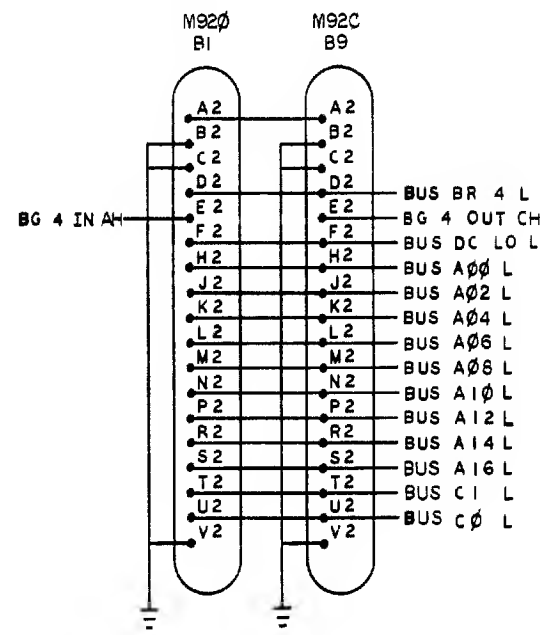 M92Ø M92C
B1 B9
A2 A2
B2 B2
C2 C2
D2 D2 BUS BR 4 L
BG 4 IN AH E2 E2 BG 4 OUT CH
F2 F2 BUS DC LO L
H2 H2 BUS AØØ L
J2 J2 BUS AØ2 L
K2 K2 BUS AØ4 L
L2 L2 BUS AØ6 L
M2 M2 BUS AØ8 L
N2 N2 BUS A1Ø L
P2 P2 BUS A12 L
R2 R2 BUS A14 L
S2 S2 BUS A16 L
T2 T2 BUS C1 L
U2 U2 BUS CØ L
V2 V2